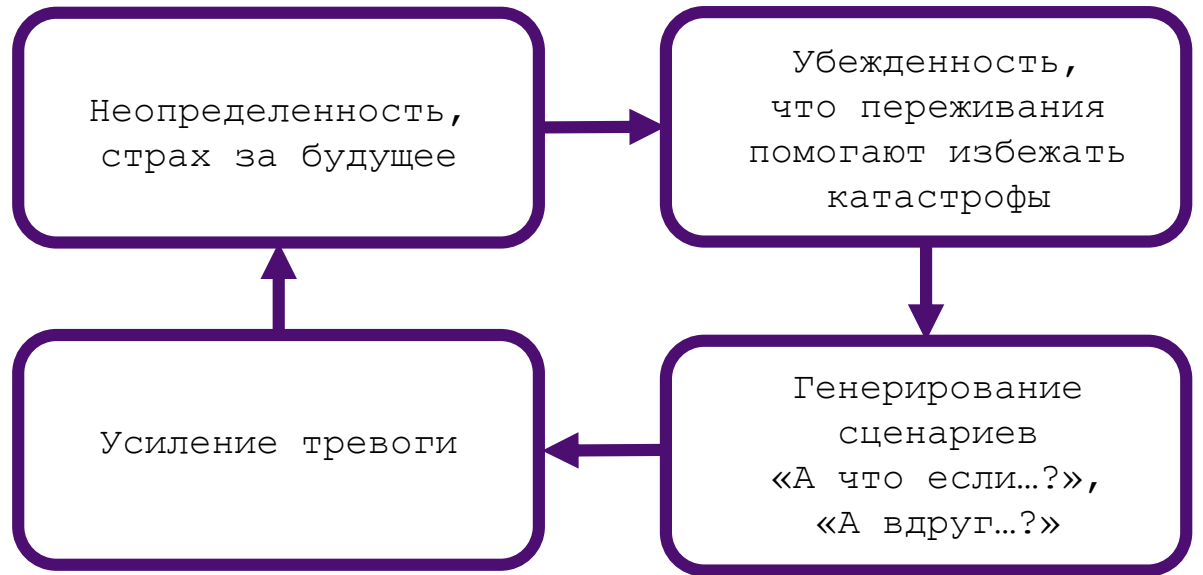 Неопределенность,
страх за будущее
Убежденность,
что переживания
помогают избежать
катастрофы
Генерирование
сценариев
«А что если…?»,
«А вдруг…?»
Усиление тревоги